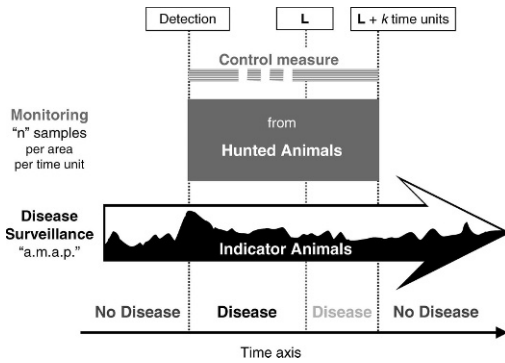 Detection
L
L + k time units
Control measure
Monitoring
"n" samples
per area
per time unit
from
Hunted Animals
Disease
Surveillance
"a.m.a.p."
Indicator Animals
No Disease
Disease
Disease
No Disease
Time axis